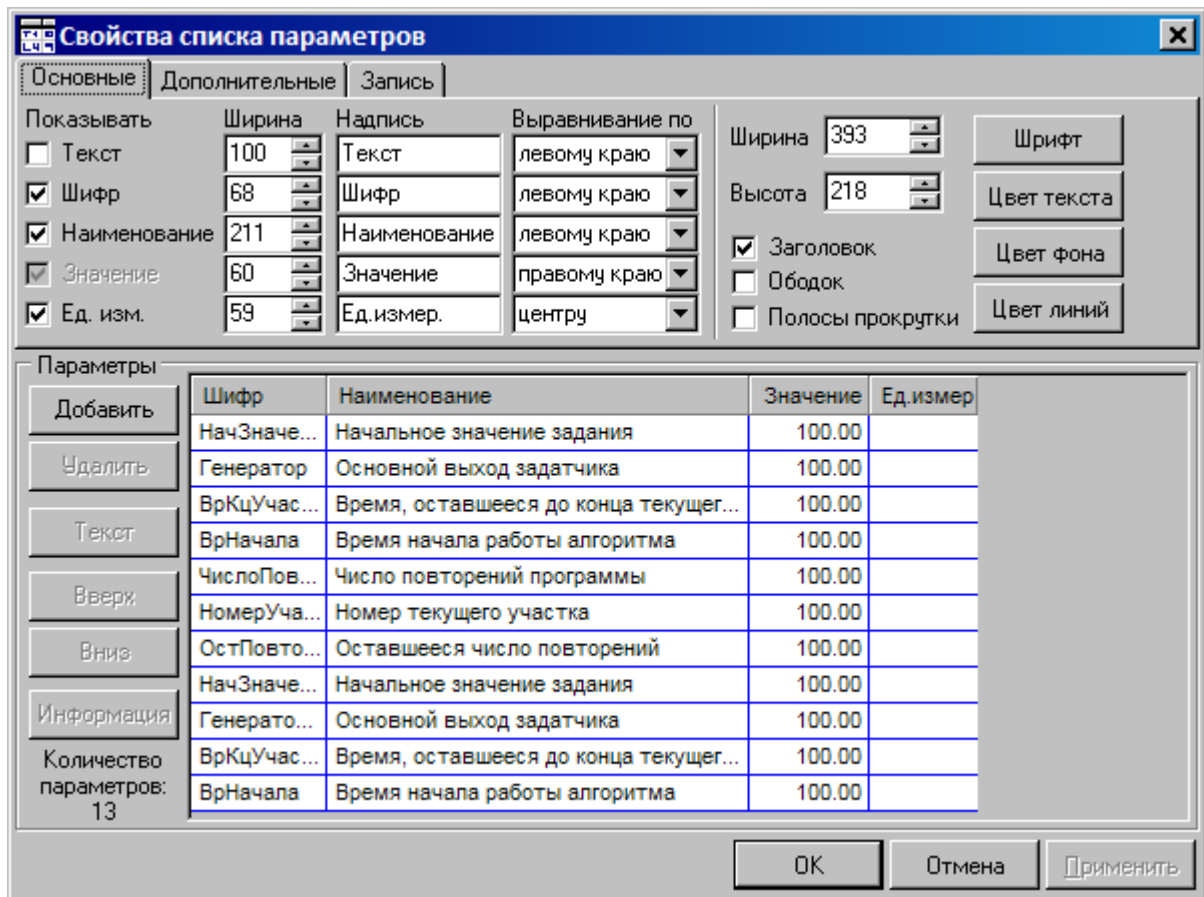 Свойства списка параметров
Основные Дополнительные Запись
Показывать Ширина Надпись Выравнивание по
Текст 100 Текст левому краю
Шифр 68 Шифр левому краю
Наименование 211 Наименование левому краю
Значение 60 Значение правому краю
Ед. изм. 59 Ед.измер. центру
Ширина 393
Высота 218
Заголовок
Ободок
Полосы прокрутки
Шрифт
Цвет текста
Цвет фона
Цвет линий
Параметры
Добавить
Удалить
Текст
Вверх
Вниз
Информация
Количество
параметров:
13
Шифр Наименование Значение Ед.измер
НачЗначе... Начальное значение задания 100.00
Генератор Основной выход задатчика 100.00
ВрКцУчас... Время, оставшееся до конца текущег... 100.00
ВрНачала Время начала работы алгоритма 100.00
ЧислоПов... Число повторений программы 100.00
НомерУча... Номер текущего участка 100.00
ОстПовто... Оставшееся число повторений 100.00
НачЗначе... Начальное значение задания 100.00
Генерато... Основной выход задатчика 100.00
ВрКцУчас... Время, оставшееся до конца текущег... 100.00
ВрНачала Время начала работы алгоритма 100.00
OK Отмена Применить